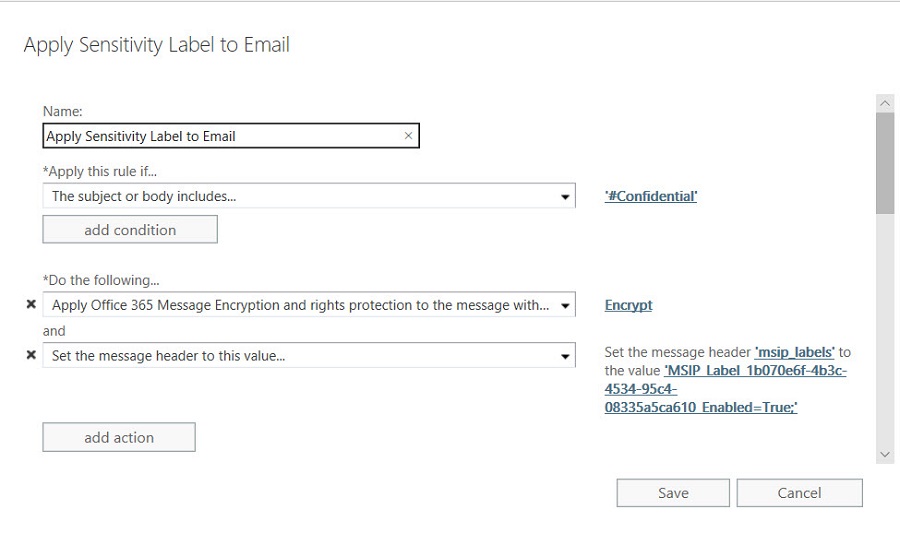 Apply Sensitivity Label to Email
Name:
Apply Sensitivity Label to Email ×
*Apply this rule if...
The subject or body includes...
'#Confidential'
add condition
*Do the following...
Apply Office 365 Message Encryption and rights protection to the message with...
Encrypt
and
Set the message header to this value...
Set the message header 'msip_labels' to
the value 'MSIP_Label_1b070e6f-4b3c-
4534-95c4-
08335a5ca610_Enabled=True;'
add action
Save
Cancel